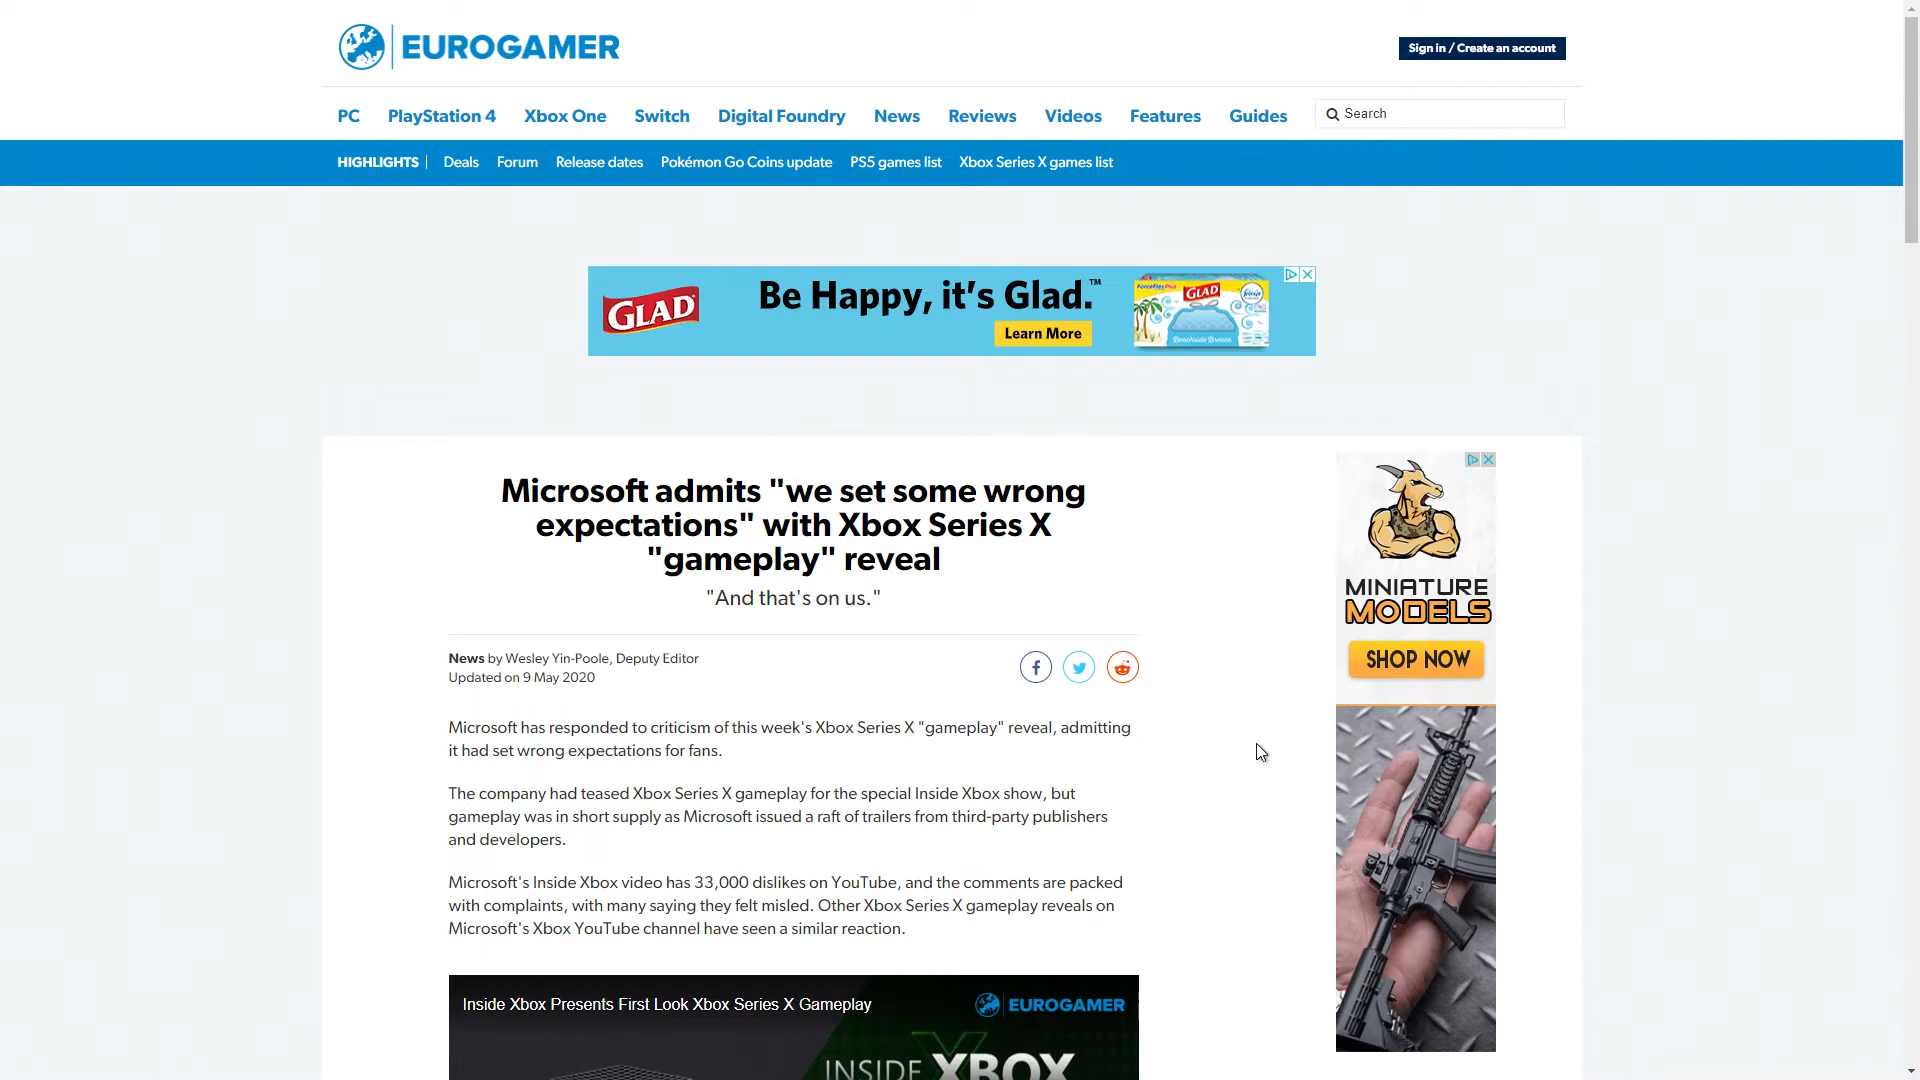 EUROGAMER
Sign in / Create an account
PC PlayStation 4 Xbox One Switch Digital Foundry News Reviews Videos Features Guides Search
HIGHLIGHTS Deals Forum Release dates Pokémon Go Coins update PS5 games list Xbox Series X games list
GLAD
Be Happy, it's Glad.™
Learn More
ForceFlexPlus
GLAD
febreze
Beachside Breeze
Microsoft admits "we set some wrong
expectations" with Xbox Series X
"gameplay" reveal
"And that's on us."
News by Wesley Yin-Poole, Deputy Editor
Updated on 9 May 2020
Microsoft has responded to criticism of this week's Xbox Series X "gameplay" reveal, admitting
it had set wrong expectations for fans.
The company had teased Xbox Series X gameplay for the special Inside Xbox show, but
gameplay was in short supply as Microsoft issued a raft of trailers from third-party publishers
and developers.
Microsoft's Inside Xbox video has 33,000 dislikes on YouTube, and the comments are packed
with complaints, with many saying they felt misled. Other Xbox Series X gameplay reveals on
Microsoft's Xbox YouTube channel have seen a similar reaction.
Inside Xbox Presents First Look Xbox Series X Gameplay
EUROGAMER
INSIDE XBOX
MINIATURE
MODELS
SHOP NOW